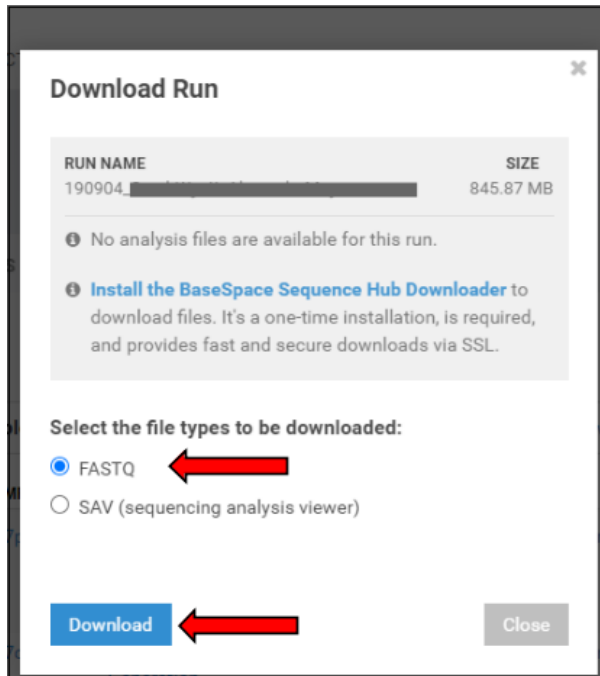 Download Run
RUN NAME SIZE
190904_ 845.87 MB
No analysis files are available for this run.
Install the BaseSpace Sequence Hub Downloader to
download files. It's a one-time installation, is required,
and provides fast and secure downloads via SSL.
Select the file types to be downloaded:
FASTQ
SAV (sequencing analysis viewer)
Download Close